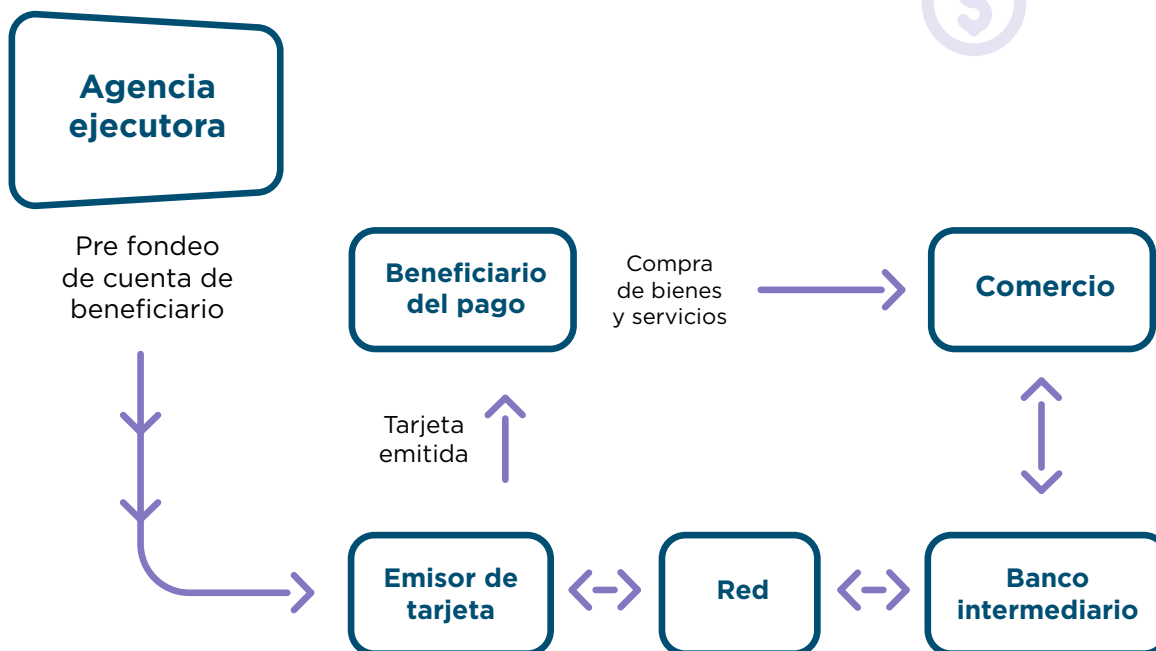 Agencia
ejecutora
Pre fondeo
de cuenta de
beneficiario
Beneficiario
del pago
Compra
de bienes
y servicios
Comercio
Tarjeta
emitida
Emisor de
tarjeta
Red
Banco
intermediario